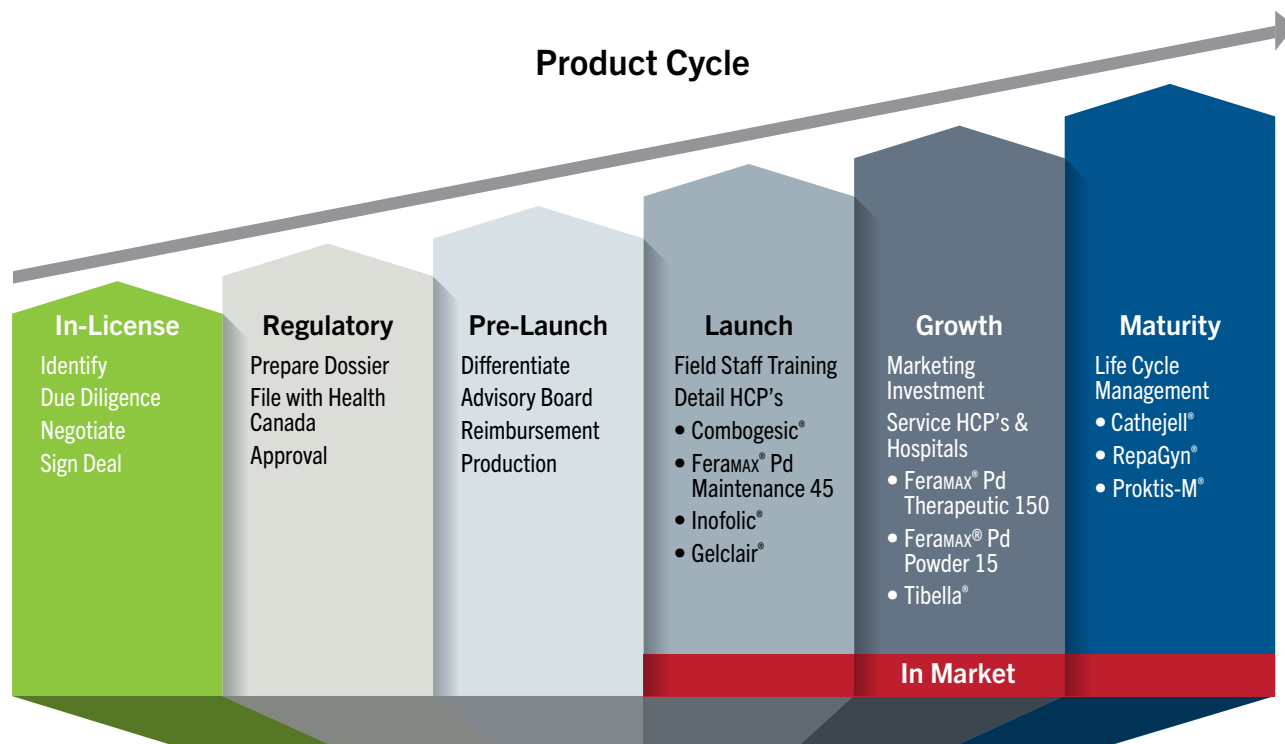 Product Cycle
In-License
Identify
Due Diligence
Negotiate
Sign Deal
Regulatory
Prepare Dossier
File with Health
Canada
Approval
Pre-Launch
Differentiate
Advisory Board
Reimbursement
Production
Launch
Field Staff Training
Detail HCP's
• Combogesic®
• FeraMAX® Pd
Maintenance 45
• Inofolic®
• Gelclair®
Growth
Marketing
Investment
Service HCP's &
Hospitals
• FeraMAX® Pd
Therapeutic 150
• FeraMAX® Pd
Powder 15
• Tibella®
Maturity
Life Cycle
Management
• Cathejell®
• RepaGyn®
• Proktis-M®
In Market